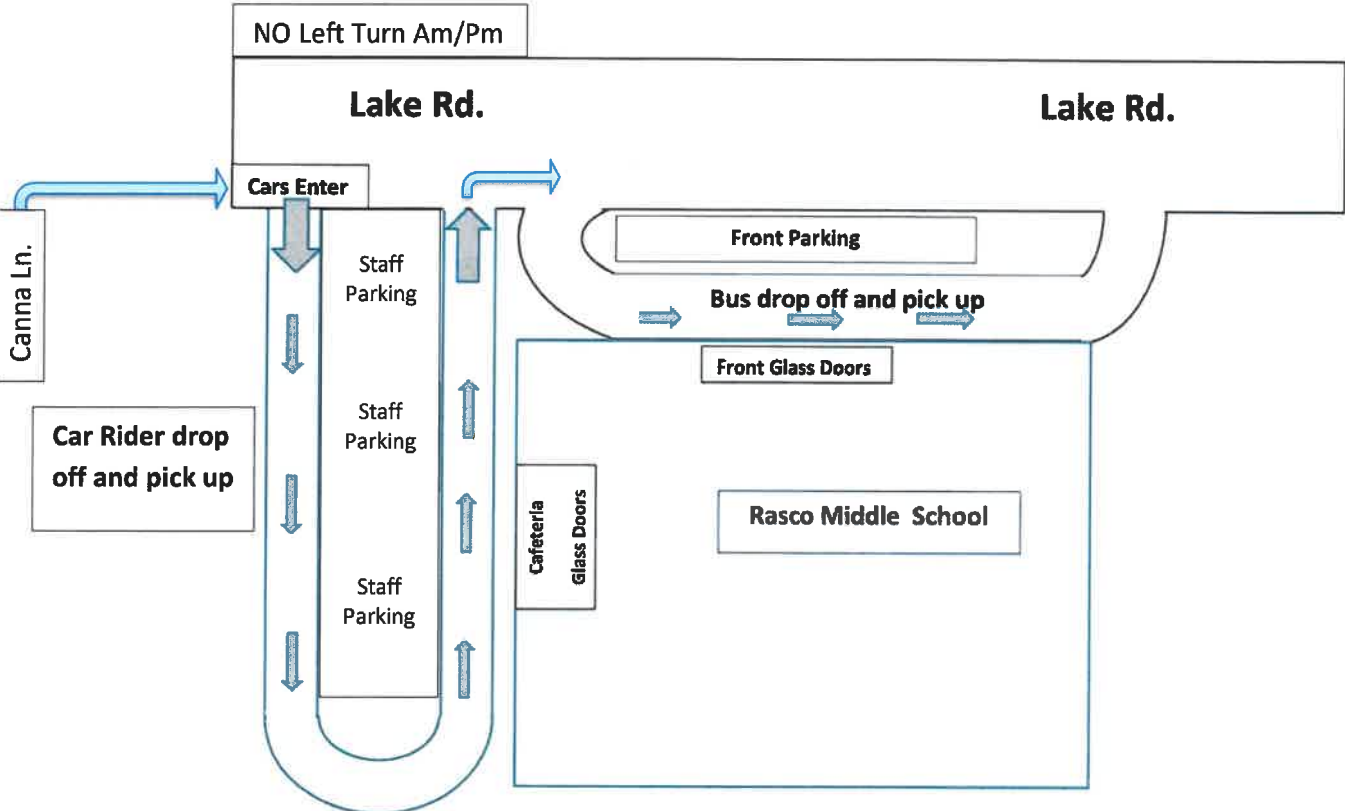 NO Left Turn Am/Pm
Lake Rd.
Lake Rd.
Cars Enter
Canna Ln.
Staff
Parking
Front Parking
Bus drop off and pick up
Front Glass Doors
Car Rider drop
off and pick up
Staff
Parking
Cafeteria
Glass Doors
Rasco Middle School
Staff
Parking